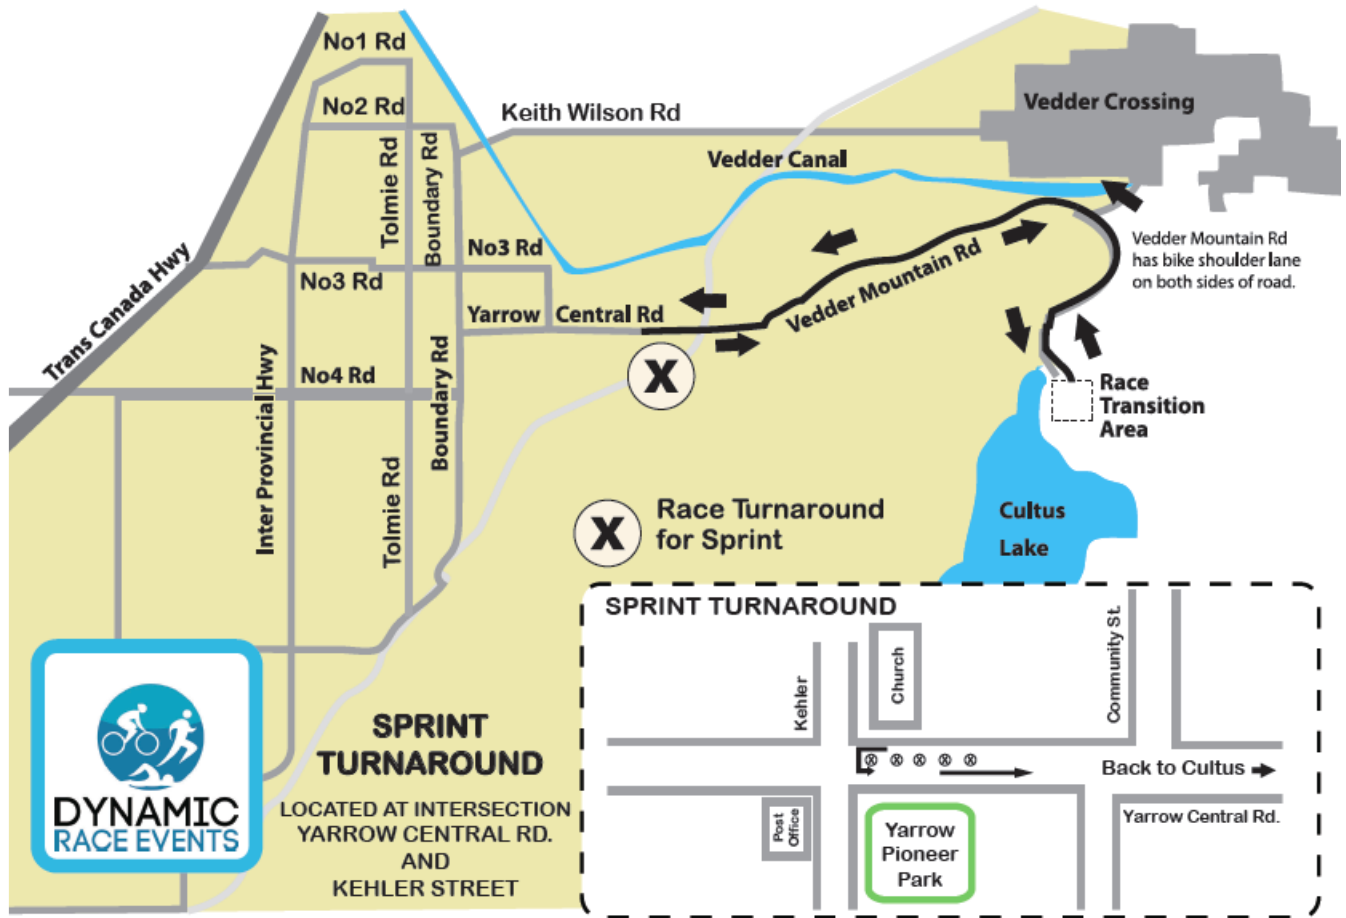 No1 Rd
No2 Rd
Keith Wilson Rd
Vedder Crossing
Tolmie Rd
Boundary Rd
Vedder Canal
Trans Canada Hwy
No3 Rd
No3 Rd
Vedder Mountain Rd
has bike shoulder lane
on both sides of road.
Vedder Mountain Rd
Yarrow Central Rd
Inter Provincial Hwy
No4 Rd
Boundary Rd
Tolmie Rd
X
Race
Transition
Area
X
Race Turnaround
for Sprint
Cultus
Lake
SPRINT
TURNAROUND
LOCATED AT INTERSECTION
YARROW CENTRAL RD.
AND
KEHLER STREET
DYNAMIC
RACE EVENTS
SPRINT TURNAROUND
Kehler
Church
Community St.
Back to Cultus
Yarrow Central Rd.
Post
Office
Yarrow
Pioneer
Park